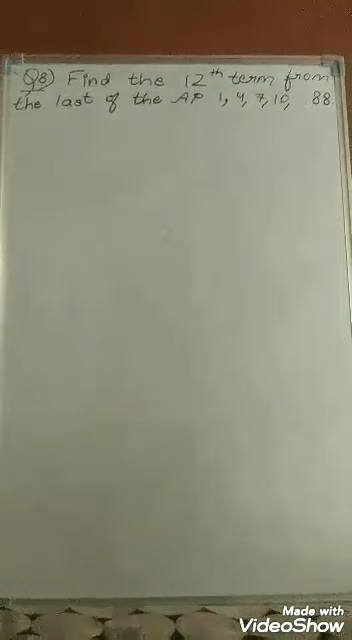 Q8) Find the 12th term from
the last of the AP 1, 4, 7, 10, 88.
Made with
VideoShow